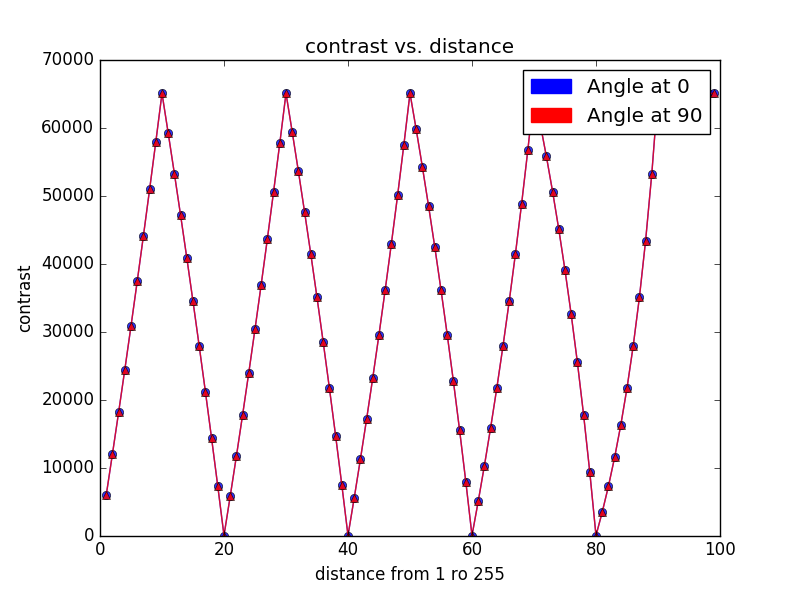 contrast vs. distance
70000
60000
50000
40000
30000
20000
10000
0
contrast
Angle at 0
Angle at 90
0 20 40 60 80 100
distance from 1 ro 255